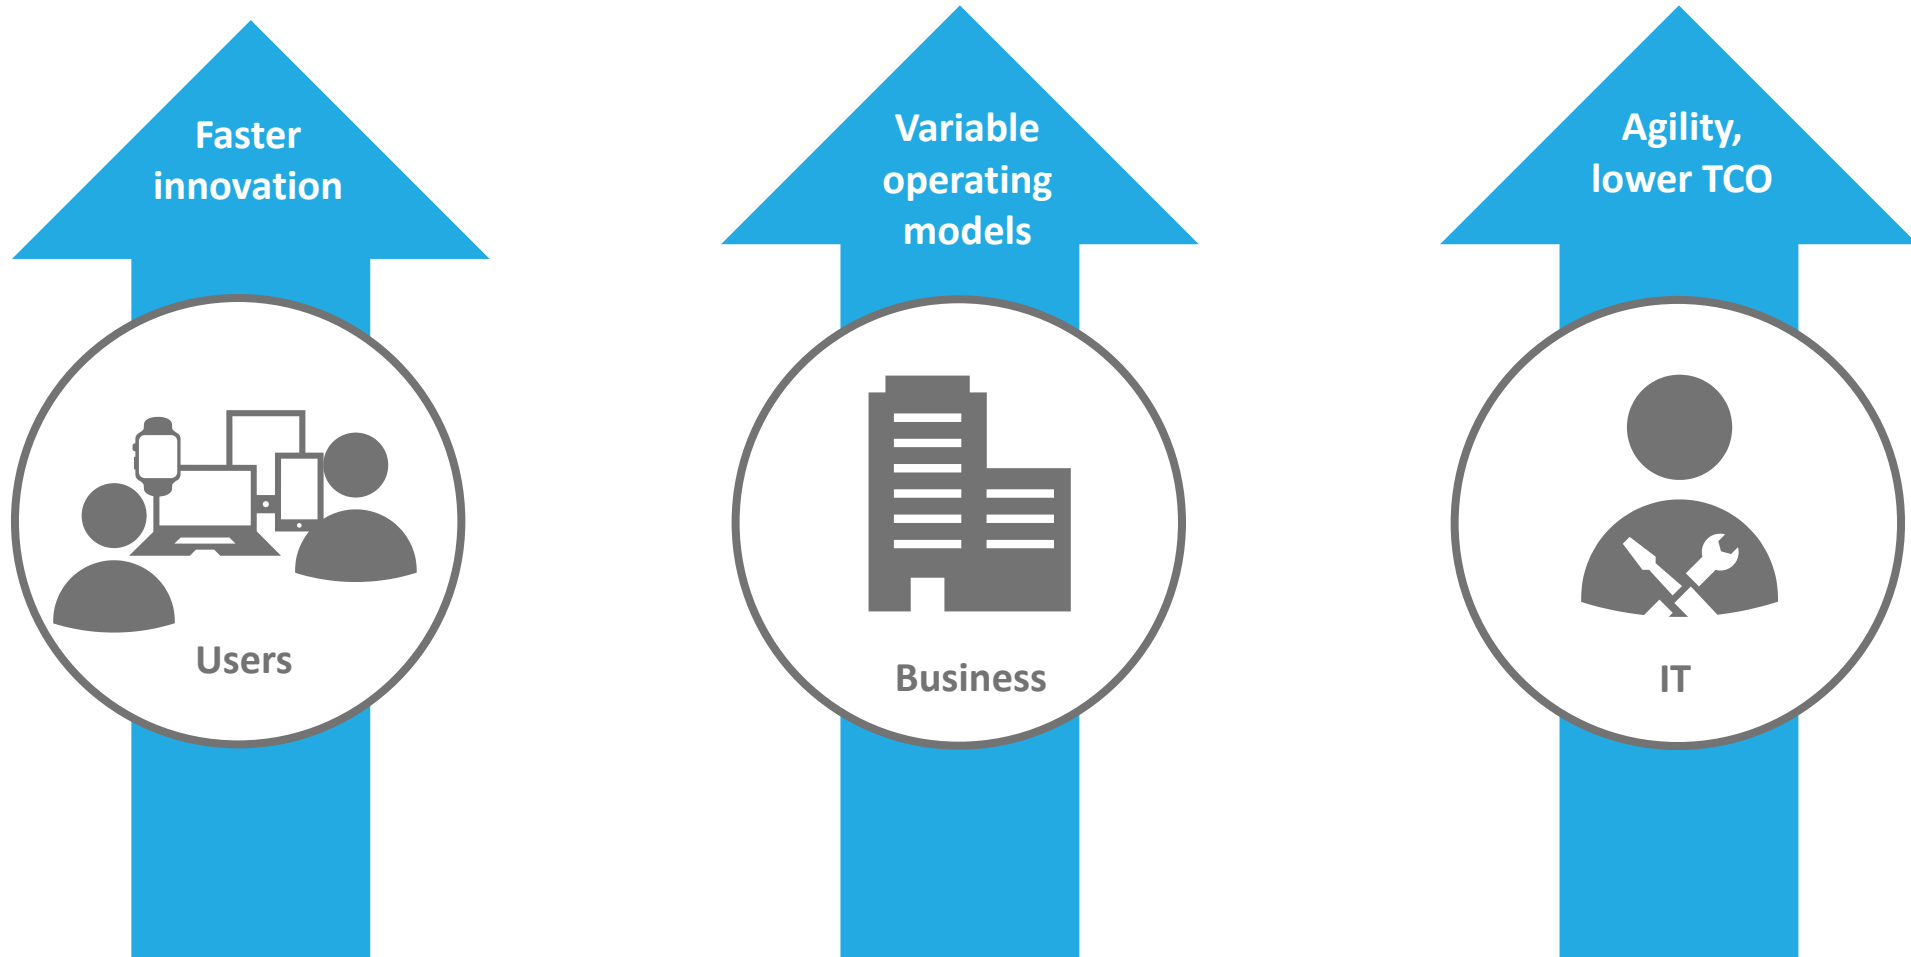 Faster
innovation
Users
Variable
operating
models
Business
Agility,
lower TCO
IT